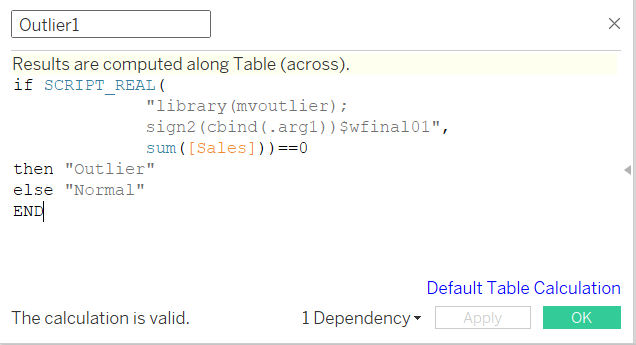 Outlier1
Results are computed along Table (across).
if SCRIPT_REAL(
"library(mvoutlier);
sign2(cbind(.arg1))$wfinal01",
sum([Sales]))==0
then "Outlier"
else "Normal"
END
Default Table Calculation
The calculation is valid. 1 Dependency Apply OK